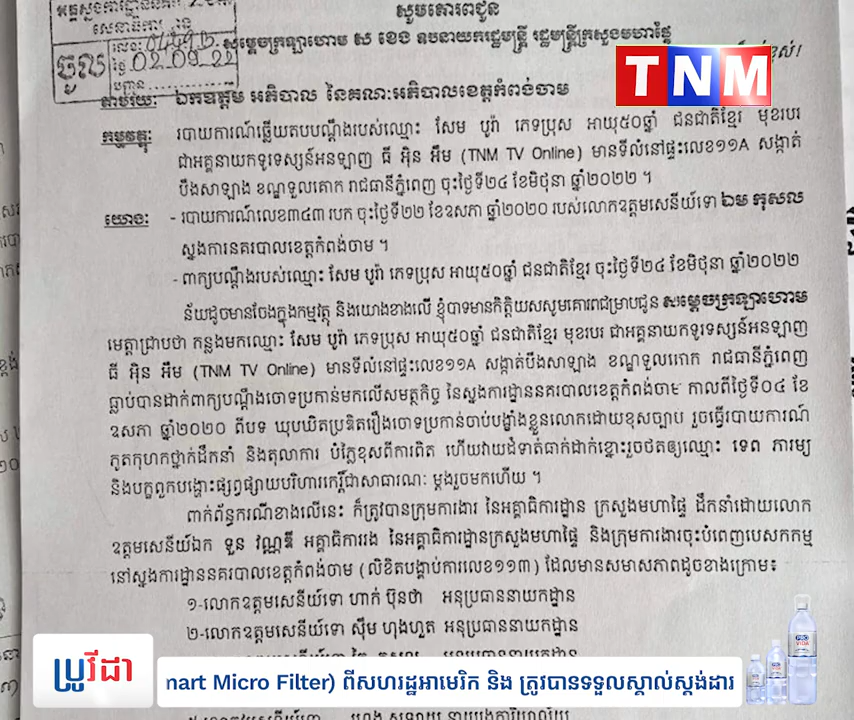 សូមគោរពជូន
សម្តេចក្រឡាហោម ស ខេង ឧបនាយករដ្ឋមន្ត្រី រដ្ឋមន្ត្រីក្រសួងមហាផ្ទៃ
ចូល
លេខ:
ថ្ងៃ 02.09.22
តាមរយៈ ឯកឧត្តម អភិបាល នៃគណៈអភិបាលខេត្តកំពង់ចាម
TNM
កម្មវត្ថុ: របាយការណ៍ឆ្លើយតបបណ្តឹងរបស់ឈ្មោះ សែម បូរ៉ា ភេទប្រុស អាយុ៥០ឆ្នាំ ជនជាតិខ្មែរ មុខរបរ
ជាអគ្គនាយកទូរទស្សន៍អនឡាញ ធី អ៊ិន អឹម (TNM TV Online) មានទីលំនៅផ្ទះលេខ១១A សង្កាត់
បឹងសាឡាង ខណ្ឌទួលគោក រាជធានីភ្នំពេញ ចុះថ្ងៃទី២៤ ខែមិថុនា ឆ្នាំ២០២២ ។
យោង: - របាយការណ៍លេខ៣៤៣ របក ចុះថ្ងៃទី២២ ខែឧសភា ឆ្នាំ២០២០ របស់លោកឧត្តមសេនីយ៍ទោ ឯម កុសល
ស្នងការនគរបាលខេត្តកំពង់ចាម ។
- ពាក្យបណ្តឹងរបស់ឈ្មោះ សែម បូរ៉ា ភេទប្រុស អាយុ៥០ឆ្នាំ ជនជាតិខ្មែរ ចុះថ្ងៃទី២៤ ខែមិថុនា ឆ្នាំ២០២២
ន័យដូចមានចែងក្នុងកម្មវត្ថុ និងយោងខាងលើ ខ្ញុំបាទមានកិត្តិយសសូមគោរពជម្រាបជូន សម្តេចក្រឡាហោម
មេត្តាជ្រាបថា កន្លងមកឈ្មោះ សែម បូរ៉ា ភេទប្រុស អាយុ៥០ឆ្នាំ ជនជាតិខ្មែរ មុខរបរ ជាអគ្គនាយកទូរទស្សន៍អនឡាញ
ធី អ៊ិន អឹម (TNM TV Online) មានទីលំនៅផ្ទះលេខ១១A សង្កាត់បឹងសាឡាង ខណ្ឌទួលគោក រាជធានីភ្នំពេញ
ធ្លាប់បានដាក់ពាក្យបណ្តឹងចោទប្រកាន់មកលើសមត្ថកិច្ច នៃស្នងការដ្ឋាននគរបាលខេត្តកំពង់ចាម កាលពីថ្ងៃទី០៤ ខែ
ឧសភា ឆ្នាំ២០២០ ពីបទ ឃុបឃិតប្រឌិតរឿងចោទប្រកាន់ចាប់បង្ខាំងខ្លួនលោកដោយខុសច្បាប់ រួចធ្វើរបាយការណ៍
ភូតកុហកថ្នាក់ដឹកនាំ និងតុលាការ បំភ្លៃខុសពីការពិត ហើយវាយដំទាត់ធាក់ដាក់ខ្នោះរួចថតឲ្យឈ្មោះ ទេព ភារម្យ
និងបក្ខពួកបង្ហោះផ្សព្វផ្សាយបរិហារកេរ្តិ៍ជាសាធារណៈ ម្តងរួចមកហើយ ។
ពាក់ព័ន្ធករណីខាងលើនេះ ក៏ត្រូវបានក្រុមការងារ នៃអគ្គាធិការដ្ឋាន ក្រសួងមហាផ្ទៃ ដឹកនាំដោយលោក
ឧត្តមសេនីយ៍ឯក ទួន វណ្ណឌី អគ្គាធិការរង នៃអគ្គាធិការដ្ឋានក្រសួងមហាផ្ទៃ និងក្រុមការងារចុះបំពេញបេសកកម្ម
នៅស្នងការដ្ឋាននគរបាលខេត្តកំពង់ចាម (លិខិតបង្គាប់ការលេខ១១៣) ដែលមានសមាសភាពដូចខាងក្រោម៖
១-លោកឧត្តមសេនីយ៍ទោ ហាក់ ប៊ុនថា អនុប្រធាននាយកដ្ឋាន
២-លោកឧត្តមសេនីយ៍ទោ ស៊ឹម ហុងហួត អនុប្រធាននាយកដ្ឋាន
ប្រូវីដា
mart Micro Filter) ពីសហរដ្ឋអាមេរិក និង ត្រូវបានទទួលស្គាល់ស្តង់ដារ
PRO VIDA